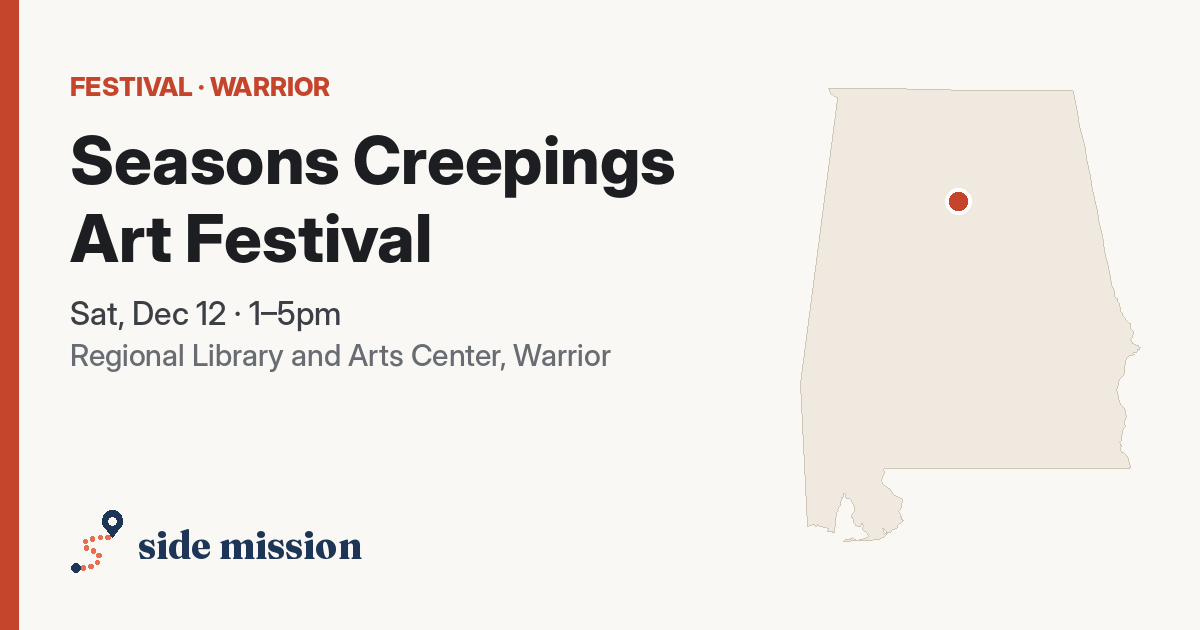 FESTIVAL · WARRIOR
Seasons Creepings
Art Festival
Sat, Dec 12 · 1–5pm
Regional Library and Arts Center, Warrior
side mission